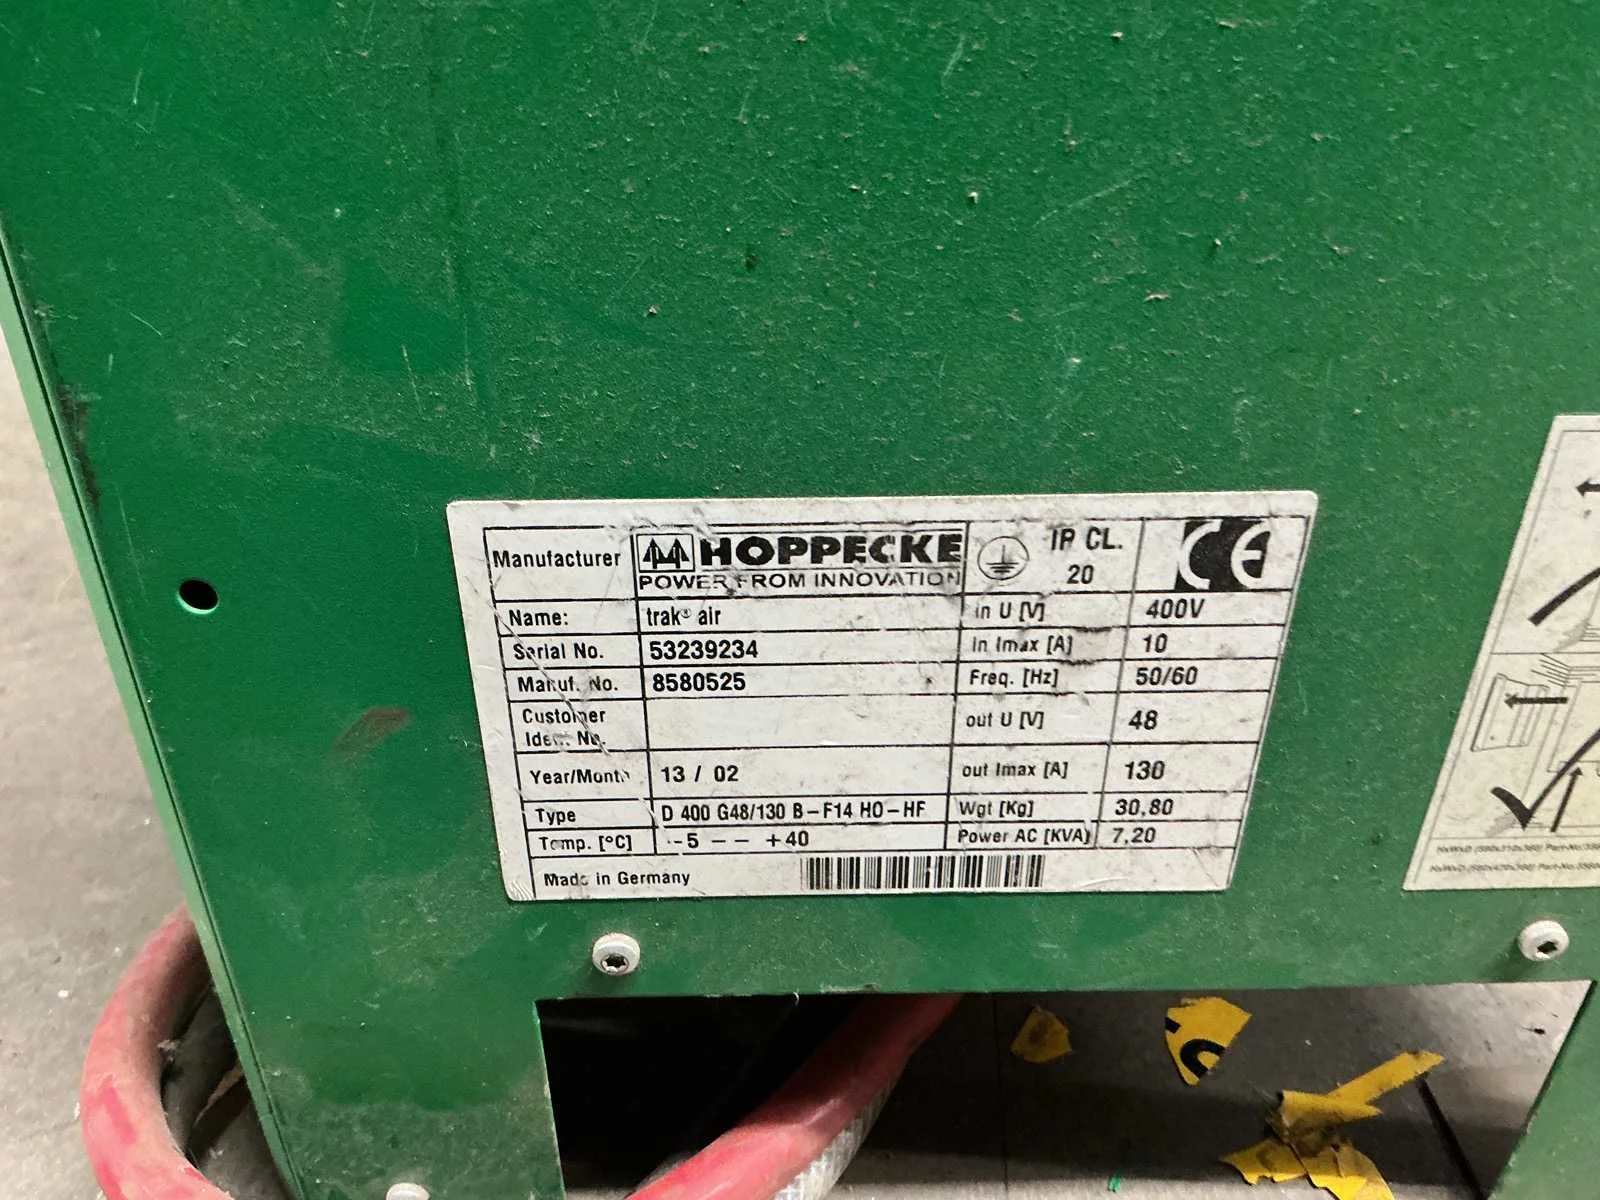 Manufacturer HOPPECKE IP CL. CE
POWER FROM INNOVATION 20
Name: trak® air in U [V] 400V
Serial No. 53239234 in Imax [A] 10
Manuf. No. 8580525 Freq. [Hz] 50/60
Customer
Ident. No. out U [V] 48
Year/Month 13 / 02 out Imax [A] 130
Type D 400 G48/130 B-F14 HO-HF Wgt [Kg] 30,80
Temp. [°C] -5 -- +40 Power AC [KVA] 7,20
Made in Germany